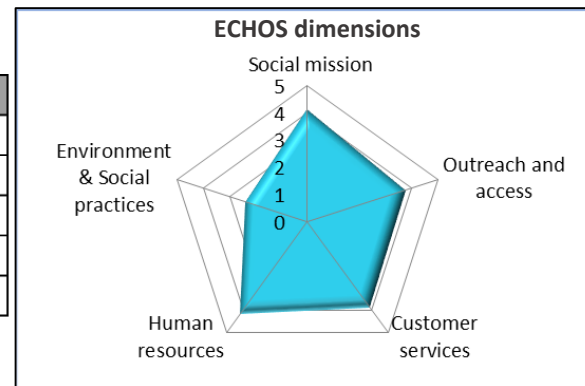 ECHOS dimensions
Social mission
5
4
3
2
1
0
Environment
& Social
practices
Outreach and
access
Human
resources
Customer
services